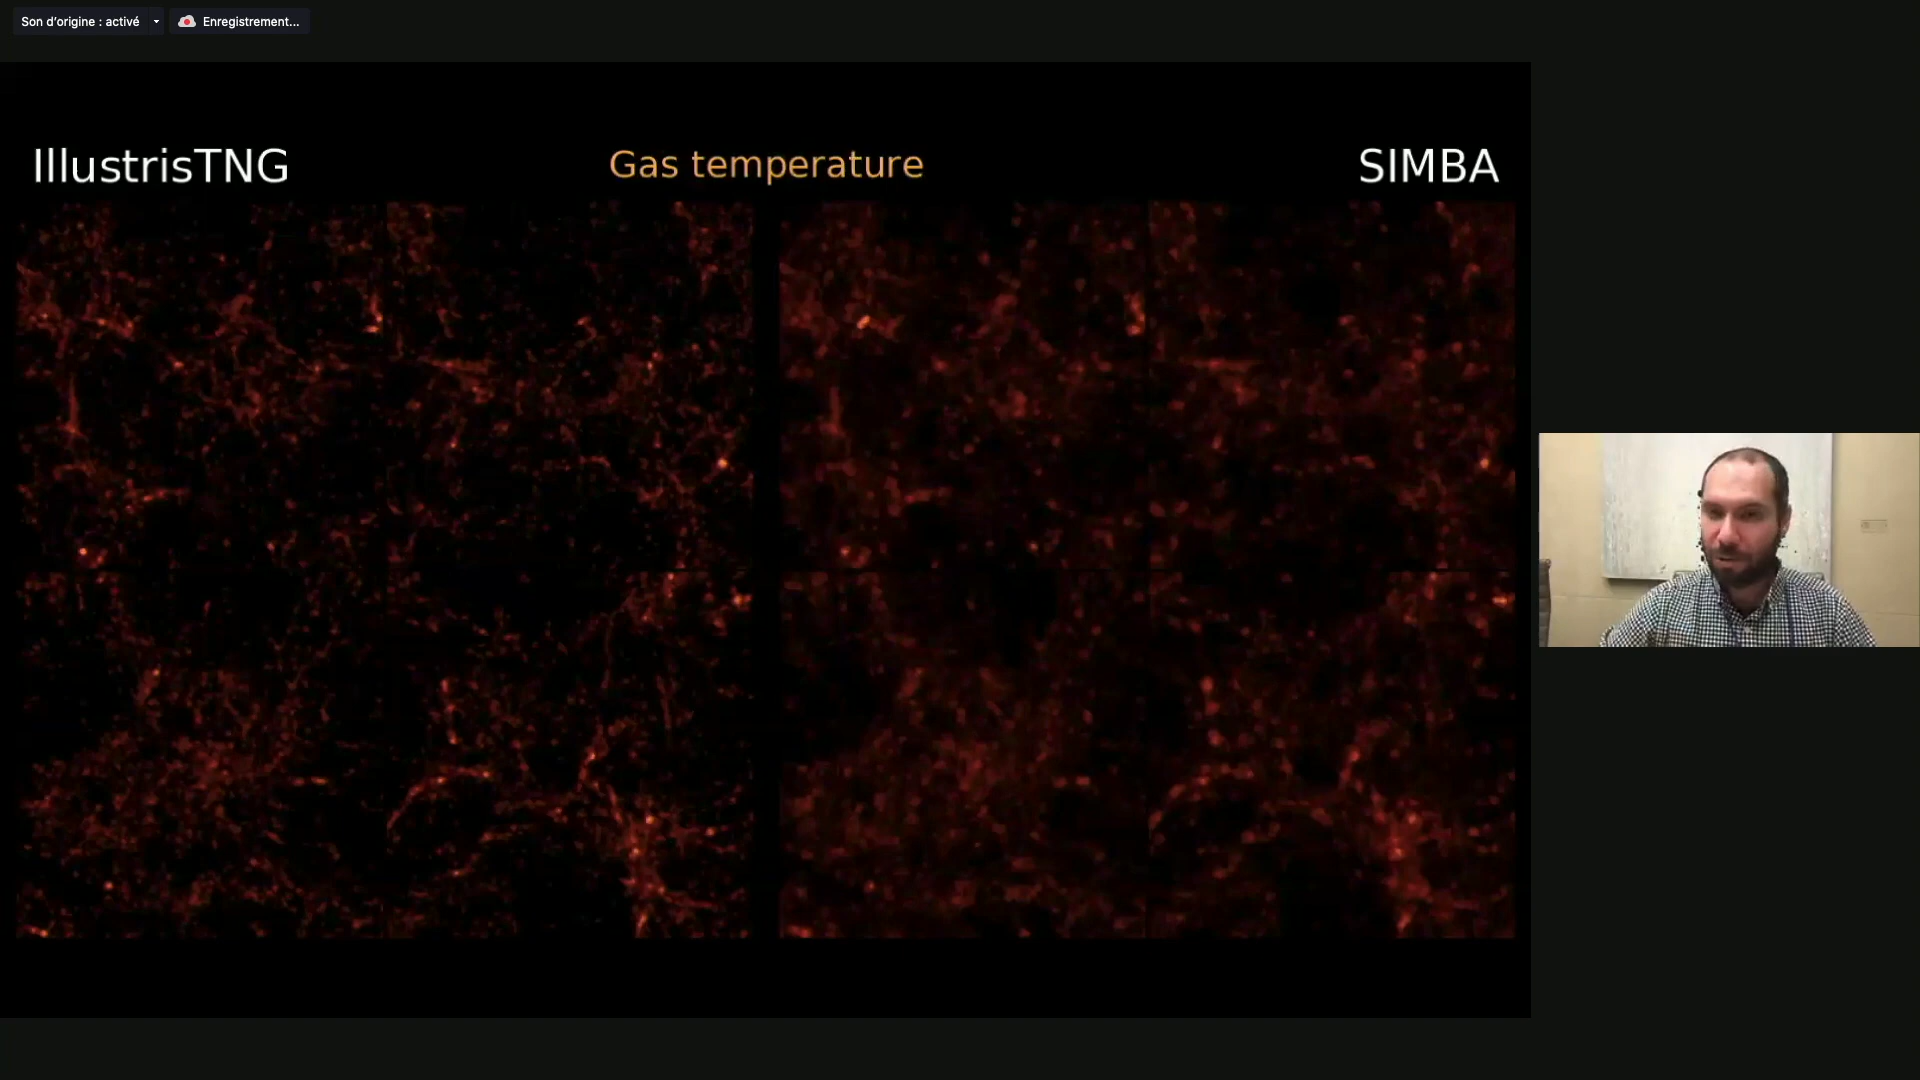 Son d'origine : activé
Enregistrement...
IllustrisTNG
Gas temperature
SIMBA